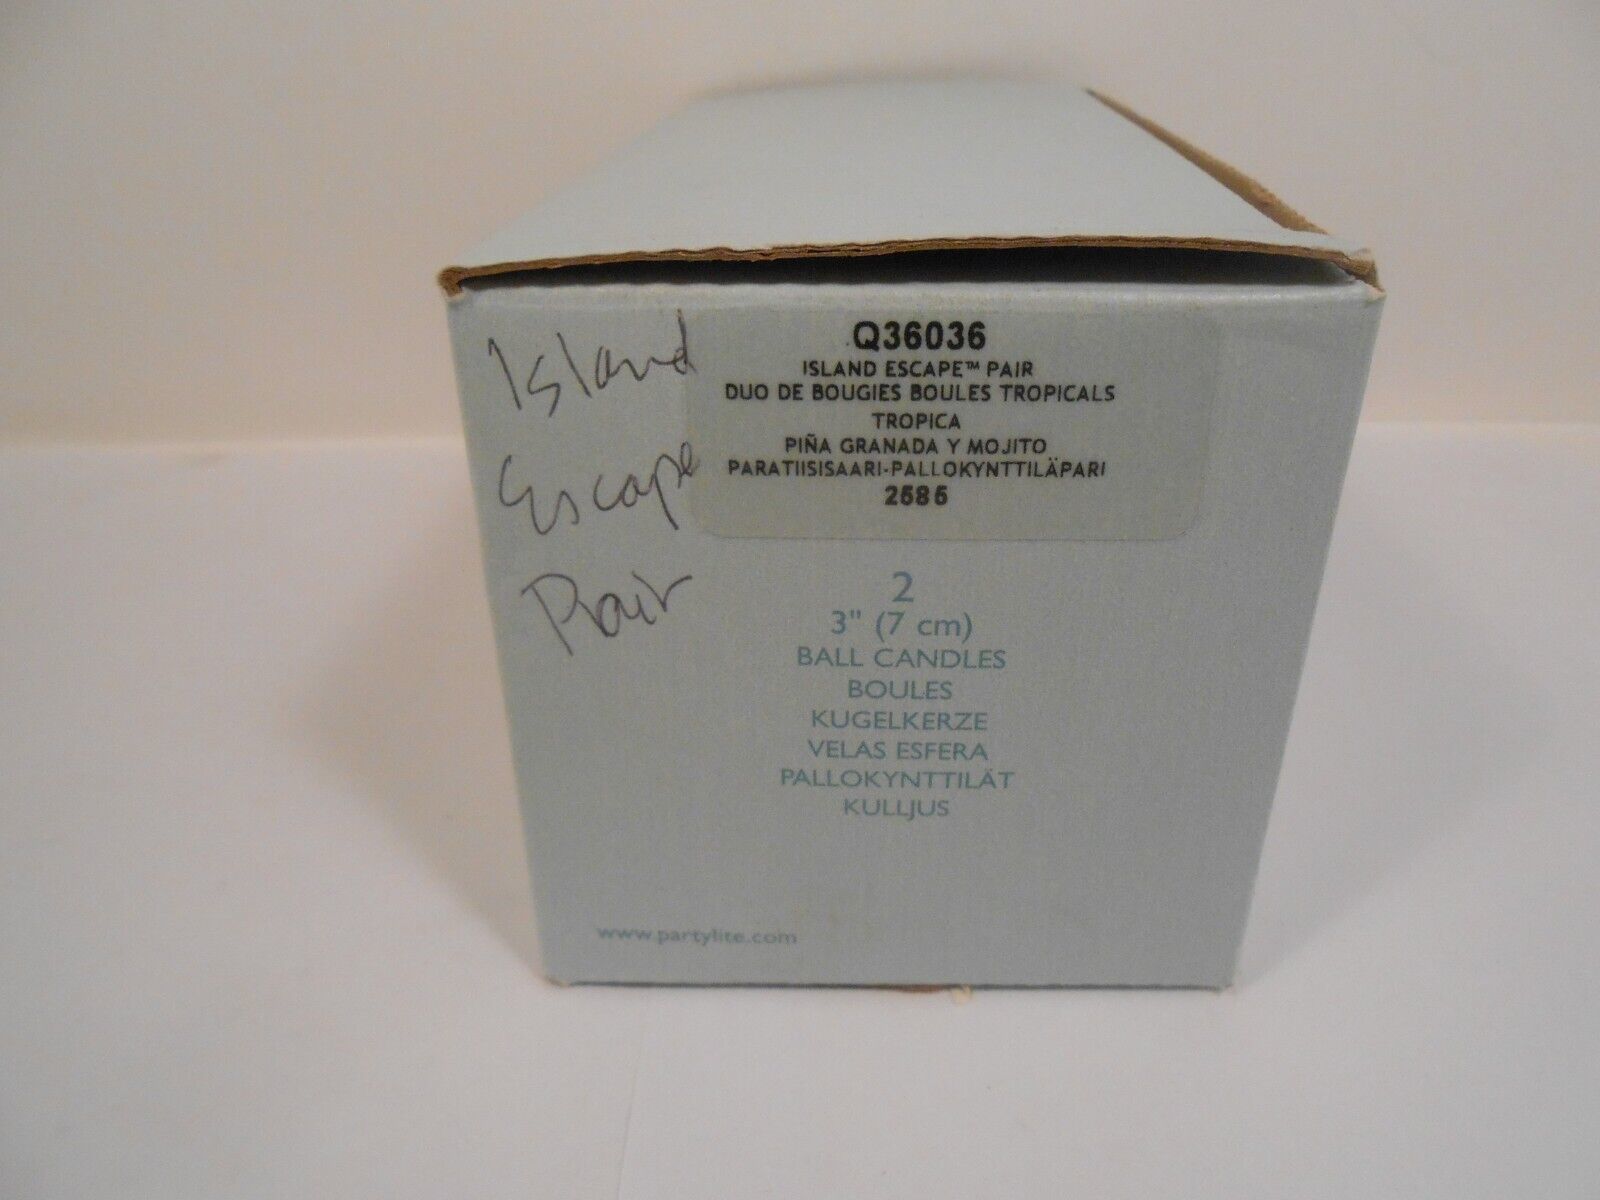 Island
Escape
Pair
Q36036
ISLAND ESCAPE™ PAIR
DUO DE BOUGIES BOULES TROPICALS
TROPICA
PIÑA GRANADA Y MOJITO
PARATIISISAARI-PALLOKYNTTILÄPARI
2585
2
3" (7 cm)
BALL CANDLES
BOULES
KUGELKERZE
VELAS ESFERA
PALLOKYNTTILÄT
KULLJUS
www.partylite.com